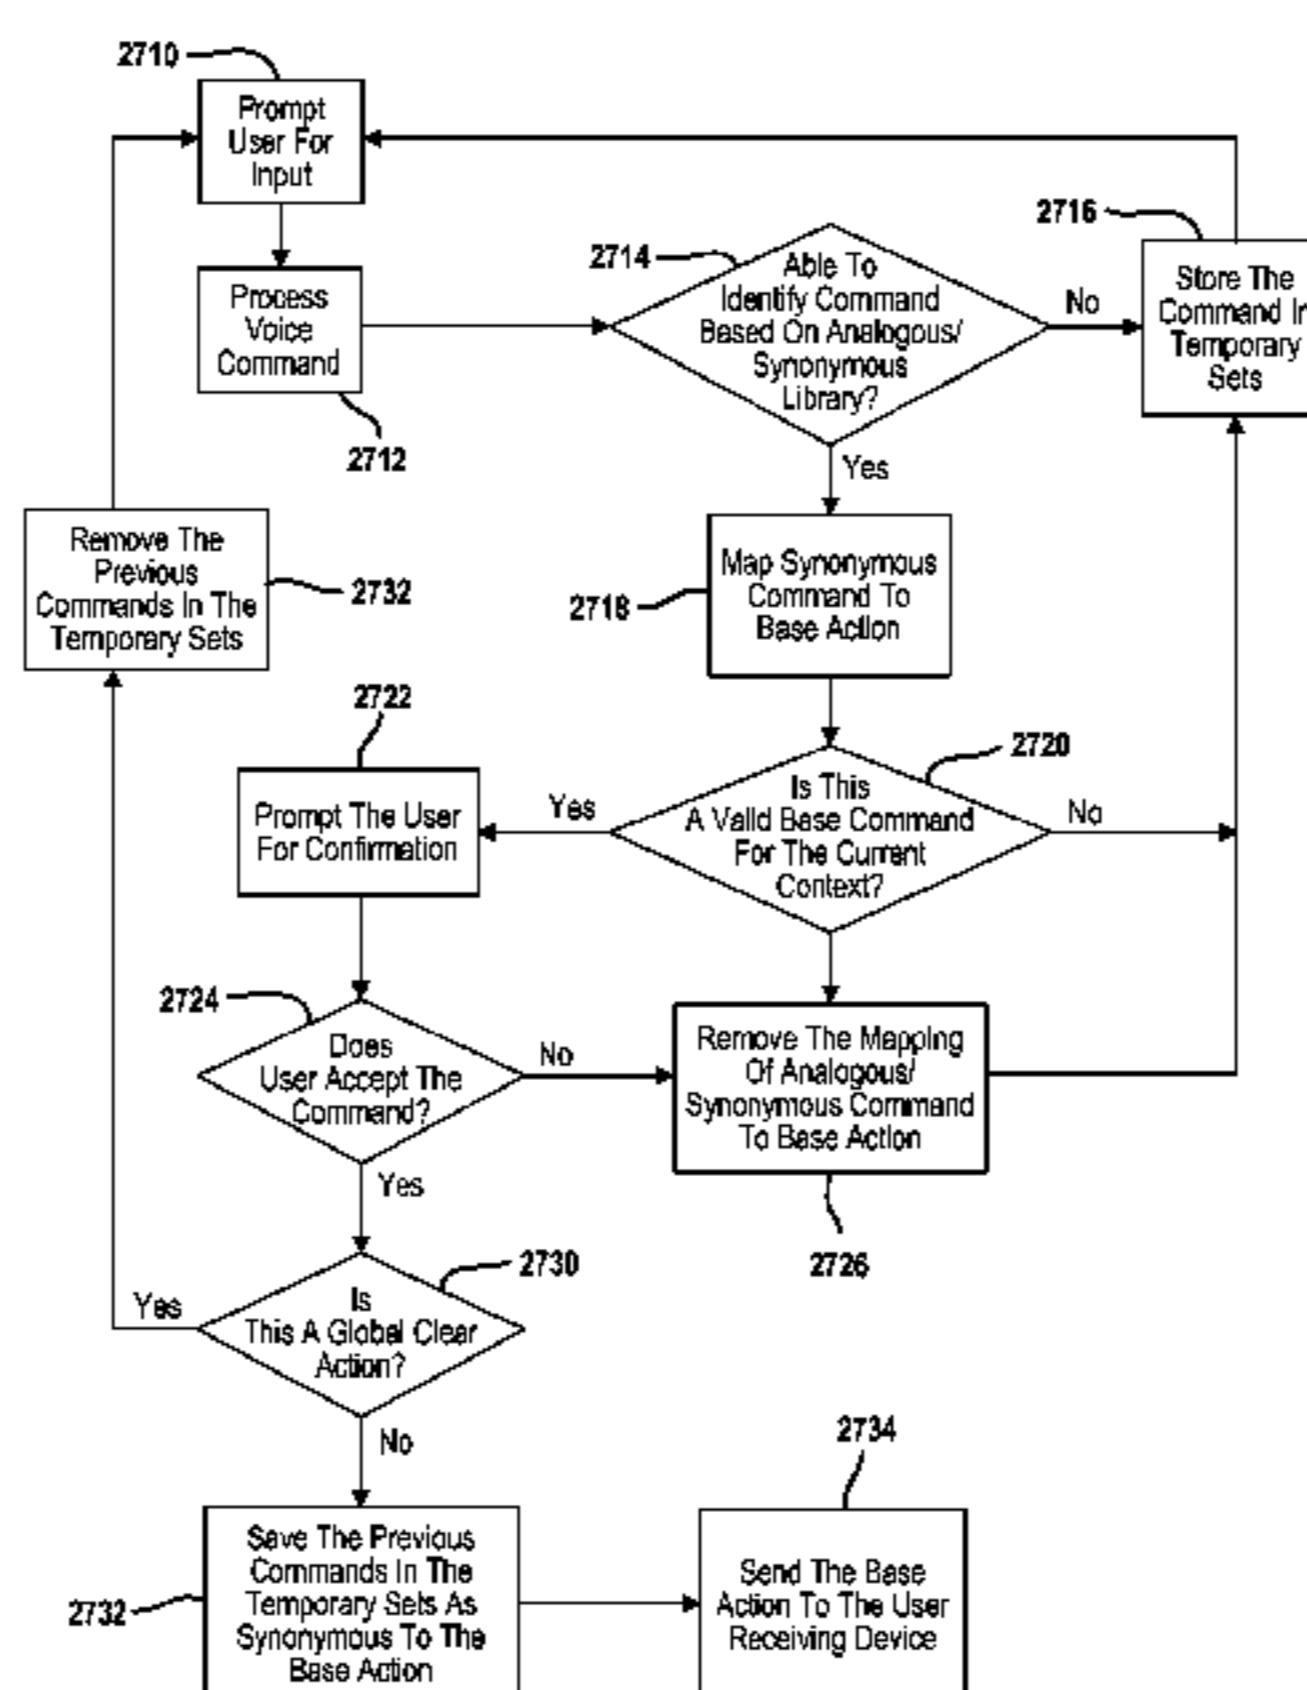 2710
Prompt
User For
Input
Process
Voice
Command
2712
2714
Able To
Identify Command
Based On Analogous/
Synonymous
Library?
No
2716
Store The
Command In
Temporary
Sets
Yes
Remove The
Previous
Commands In The
Temporary Sets
2732
2718
Map Synonymous
Command To
Base Action
2722
Prompt The User
For Confirmation
Yes
2720
Is This
A Valid Base Command
For The Current
Context?
No
2724
Does
User Accept The
Command?
No
Remove The Mapping
Of Analogous/
Synonymous Command
To Base Action
2726
Yes
2730
Is
This A Global Clear
Action?
Yes
No
2732
Save The Previous
Commands In The
Temporary Sets As
Synonymous To The
Base Action
2734
Send The Base
Action To The User
Receiving Device